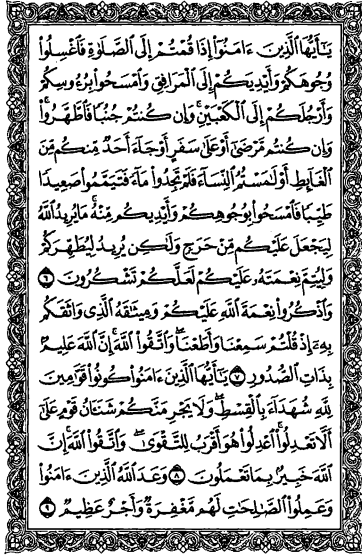 يَـٰٓأَيُّهَا ٱلَّذِينَ ءَامَنُوٓا۟ إِذَا قُمْتُمْ إِلَى ٱلصَّلَوٰةِ فَٱغْسِلُوا۟
وُجُوهَكُمْ وَأَيْدِيَكُمْ إِلَى ٱلْمَرَافِقِ وَٱمْسَحُوا۟ بِرُءُوسِكُمْ
وَأَرْجُلَكُمْ إِلَى ٱلْكَعْبَيْنِ ۚ وَإِن كُنتُمْ جُنُبًا فَٱطَّهَّرُوا۟ ۚ
وَإِن كُنتُم مَّرْضَىٰٓ أَوْ عَلَىٰ سَفَرٍ أَوْ جَآءَ أَحَدٌ مِّنكُم مِّنَ
ٱلْغَآئِطِ أَوْ لَـٰمَسْتُمُ ٱلنِّسَآءَ فَلَمْ تَجِدُوا۟ مَآءً فَتَيَمَّمُوا۟ صَعِيدًا
طَيِّبًا فَٱمْسَحُوا۟ بِوُجُوهِكُمْ وَأَيْدِيكُم مِّنْهُ ۚ مَا يُرِيدُ ٱللَّهُ
لِيَجْعَلَ عَلَيْكُم مِّنْ حَرَجٍ وَلَـٰكِن يُرِيدُ لِيُطَهِّرَكُمْ
وَلِيُتِمَّ نِعْمَتَهُۥ عَلَيْكُمْ لَعَلَّكُمْ تَشْكُرُونَ ٦
وَٱذْكُرُوا۟ نِعْمَةَ ٱللَّهِ عَلَيْكُمْ وَمِيثَـٰقَهُ ٱلَّذِى وَاثَقَكُم
بِهِۦٓ إِذْ قُلْتُمْ سَمِعْنَا وَأَطَعْنَا ۖ وَٱتَّقُوا۟ ٱللَّهَ ۚ إِنَّ ٱللَّهَ عَلِيمٌۢ
بِذَاتِ ٱلصُّدُورِ ٧ يَـٰٓأَيُّهَا ٱلَّذِينَ ءَامَنُوا۟ كُونُوا۟ قَوَّٰمِينَ
لِلَّهِ شُهَدَآءَ بِٱلْقِسْطِ ۖ وَلَا يَجْرِمَنَّكُمْ شَنَـَٔانُ قَوْمٍ عَلَىٰٓ
أَلَّا تَعْدِلُوا۟ ۚ ٱعْدِلُوا۟ هُوَ أَقْرَبُ لِلتَّقْوَىٰ ۖ وَٱتَّقُوا۟ ٱللَّهَ ۚ إِنَّ
ٱللَّهَ خَبِيرٌۢ بِمَا تَعْمَلُونَ ٨ وَعَدَ ٱللَّهُ ٱلَّذِينَ ءَامَنُوا۟
وَعَمِلُوا۟ ٱلصَّـٰلِحَـٰتِ ۙ لَهُم مَّغْفِرَةٌ وَأَجْرٌ عَظِيمٌ ٩